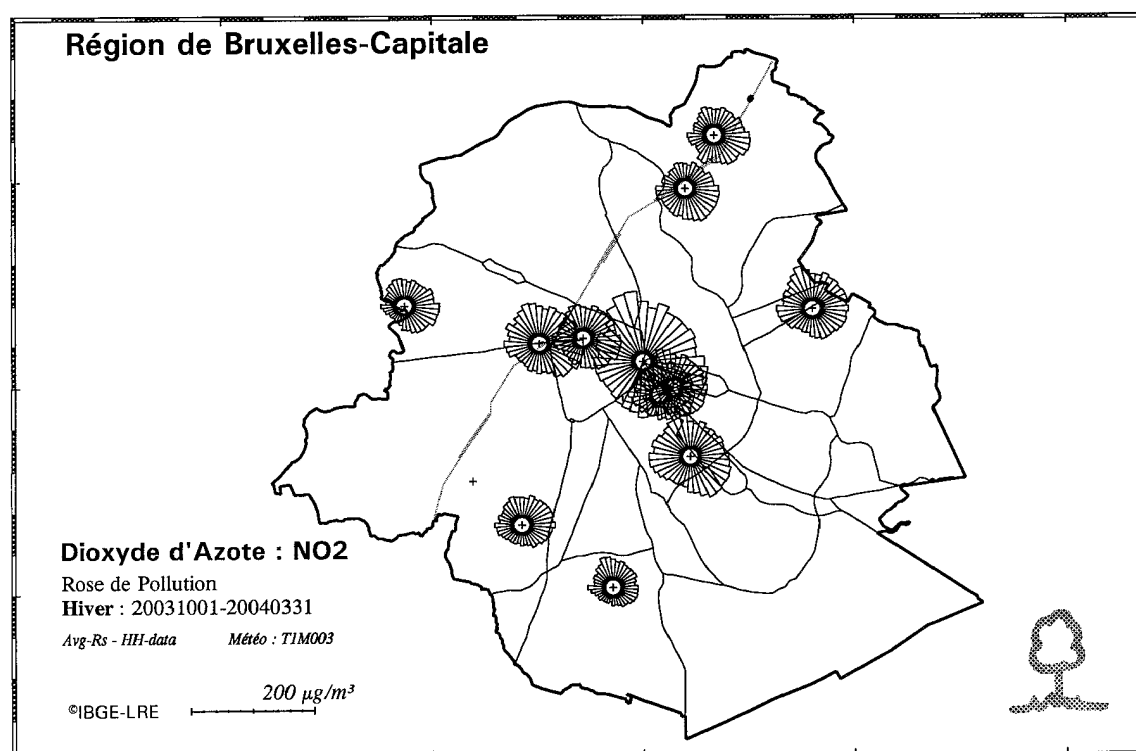 Région de Bruxelles-Capitale
Dioxyde d'Azote : NO2
Rose de Pollution
Hiver : 20031001-20040331
Avg-Rs - HH-data Météo : T1M003
200 µg/m³
©IBGE-LRE